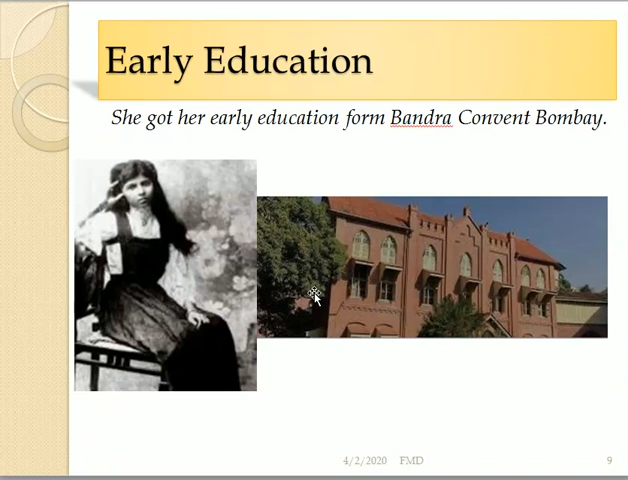 Early Education
She got her early education form Bandra Convent Bombay.
4/2/2020 FMD 9